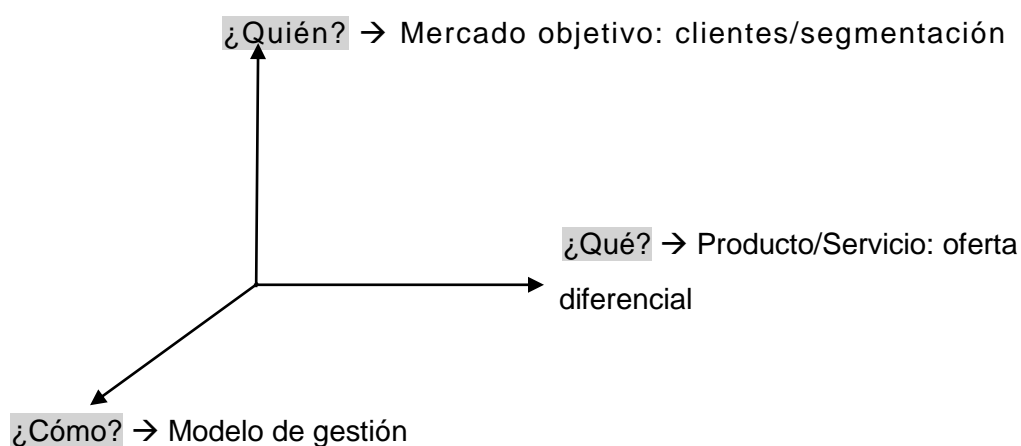 ¿Quién? → Mercado objetivo: clientes/segmentación
¿Qué? → Producto/Servicio: oferta
diferencial
¿Cómo? → Modelo de gestión